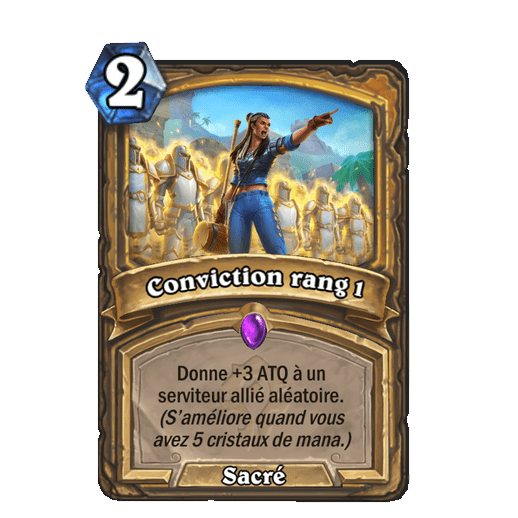 2
Conviction rang 1
Donne +3 ATQ à un
serviteur allié aléatoire.
(S’améliore quand vous
avez 5 cristaux de mana.)
Sacré